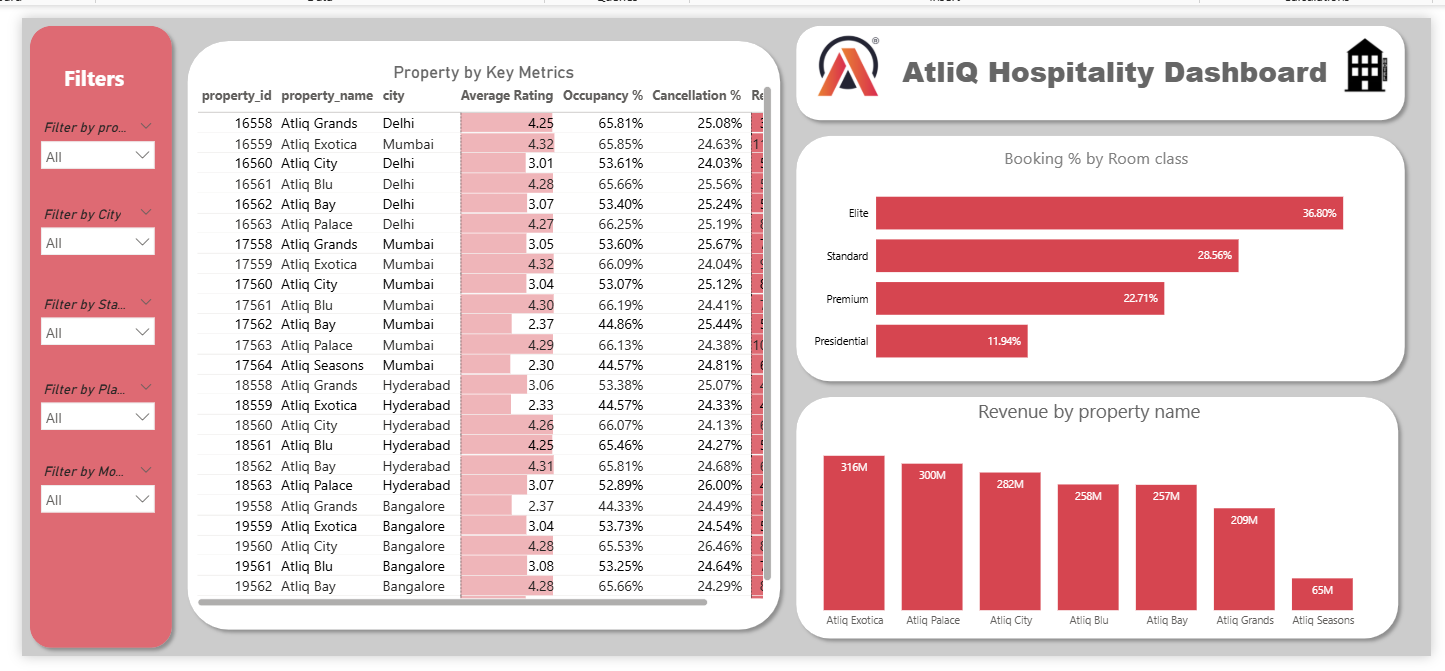 Filters
Filter by pro...
All
Filter by City
All
Filter by Sta...
All
Filter by Pla...
All
Filter by Mo...
All
Property by Key Metrics
property_id property_name city Average Rating Occupancy % Cancellation % Re
16558 Atliq Grands Delhi 4.25 65.81% 25.08%
16559 Atliq Exotica Mumbai 4.32 65.85% 24.63% 11
16560 Atliq City Delhi 3.01 53.61% 24.03%
16561 Atliq Blu Delhi 4.28 65.66% 25.56%
16562 Atliq Bay Delhi 3.07 53.40% 25.24%
16563 Atliq Palace Delhi 4.27 66.25% 25.19%
17558 Atliq Grands Mumbai 3.05 53.60% 25.67%
17559 Atliq Exotica Mumbai 4.32 66.09% 24.04%
17560 Atliq City Mumbai 3.04 53.07% 25.12%
17561 Atliq Blu Mumbai 4.30 66.19% 24.41%
17562 Atliq Bay Mumbai 2.37 44.86% 25.44%
17563 Atliq Palace Mumbai 4.29 66.13% 24.38% 10
17564 Atliq Seasons Mumbai 2.30 44.57% 24.81%
18558 Atliq Grands Hyderabad 3.06 53.38% 25.07%
18559 Atliq Exotica Hyderabad 2.33 44.57% 24.33%
18560 Atliq City Hyderabad 4.26 66.07% 24.13%
18561 Atliq Blu Hyderabad 4.25 65.46% 24.27%
18562 Atliq Bay Hyderabad 4.31 65.81% 24.68%
18563 Atliq Palace Hyderabad 3.07 52.89% 26.00%
19558 Atliq Grands Bangalore 2.37 44.33% 24.49%
19559 Atliq Exotica Bangalore 3.04 53.73% 24.54%
19560 Atliq City Bangalore 4.28 65.53% 26.46%
19561 Atliq Blu Bangalore 3.08 53.25% 24.64%
19562 Atliq Bay Bangalore 4.28 65.66% 24.29%
AtliQ Hospitality Dashboard
Booking % by Room class
Elite 36.80%
Standard 28.56%
Premium 22.71%
Presidential 11.94%
Revenue by property name
316M 300M 282M 258M 257M 209M 65M
Atliq Exotica Atliq Palace Atliq City Atliq Blu Atliq Bay Atliq Grands Atliq Seasons